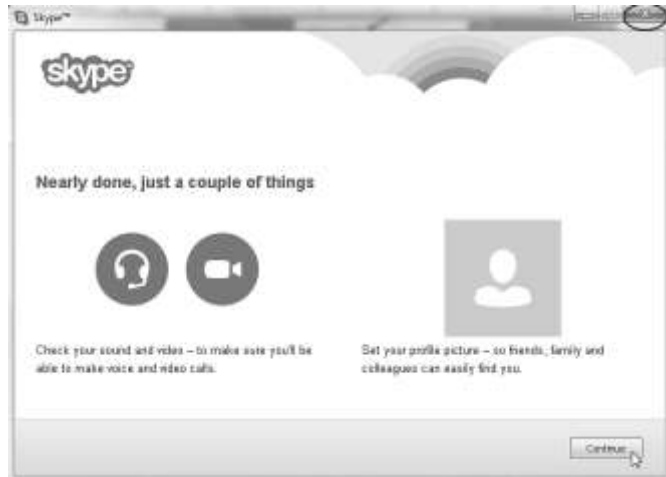 Skype™
skype
Nearly done, just a couple of things
Check your sound and video – to make sure you'll be
able to make voice and video calls.
Set your profile picture – so friends, family and
colleagues can easily find you.
Continue